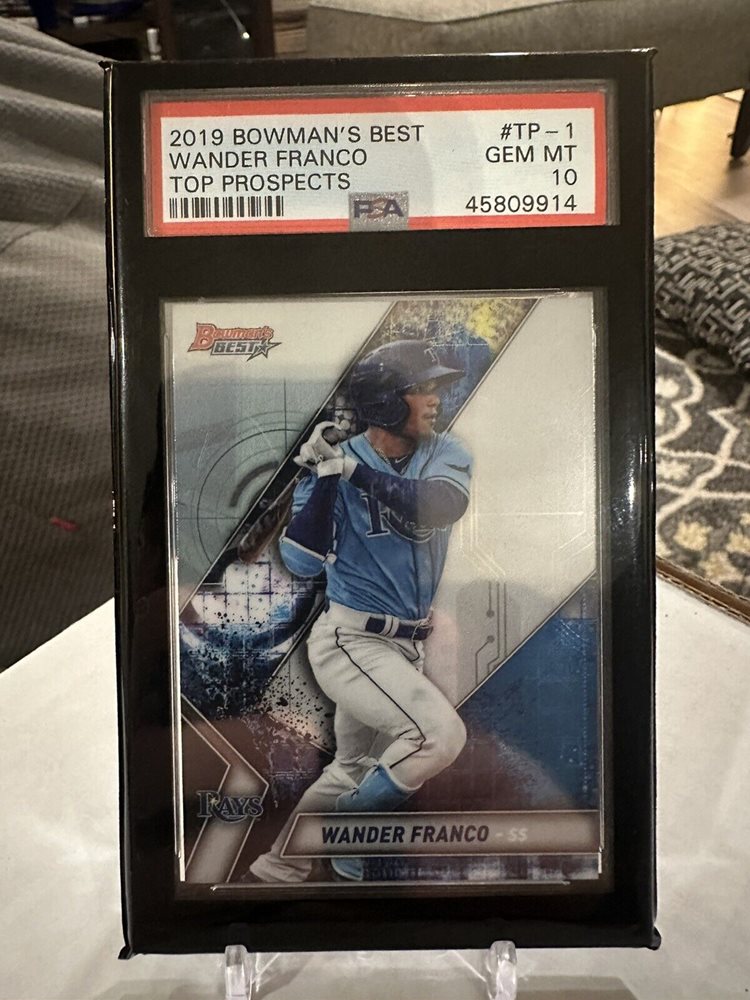 2019 BOWMAN'S BEST #TP-1
WANDER FRANCO GEM MT
TOP PROSPECTS 10
PSA 45809914
Bowman's
BEST
T
RAYS
WANDER FRANCO - SS